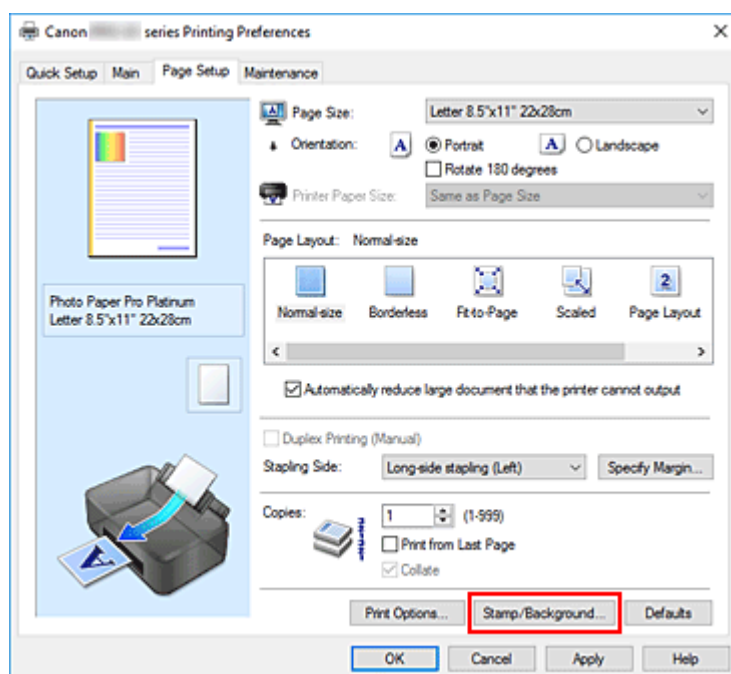 Canon series Printing Preferences
Quick Setup Main Page Setup Maintenance
Page Size: Letter 8.5"x11" 22x28cm
Orientation: A Portrait A Landscape
Rotate 180 degrees
Printer Paper Size: Same as Page Size
Page Layout: Normal-size
2
Normal-size Borderless Fit-to-Page Scaled Page Layout
Photo Paper Pro Platinum
Letter 8.5"x11" 22x28cm
Automatically reduce large document that the printer cannot output
Duplex Printing (Manual)
Stapling Side: Long-side stapling (Left) Specify Margin...
Copies: 1 (1-999)
Print from Last Page
Collate
A
Print Options... Stamp/Background... Defaults
OK Cancel Apply Help